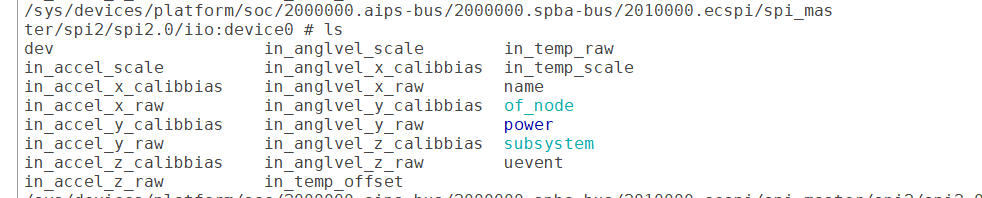 /sys/devices/platform/soc/2000000.aips-bus/2000000.spba-bus/2010000.ecspi/spi_mas
ter/spi2/spi2.0/iio:device0 # ls
dev in_anglvel_scale in_temp_raw
in_accel_scale in_anglvel_x_calibbias in_temp_scale
in_accel_x_calibbias in_anglvel_x_raw name
in_accel_x_raw in_anglvel_y_calibbias of_node
in_accel_y_calibbias in_anglvel_y_raw power
in_accel_y_raw in_anglvel_z_calibbias subsystem
in_accel_z_calibbias in_anglvel_z_raw uevent
in_accel_z_raw in_temp_offset